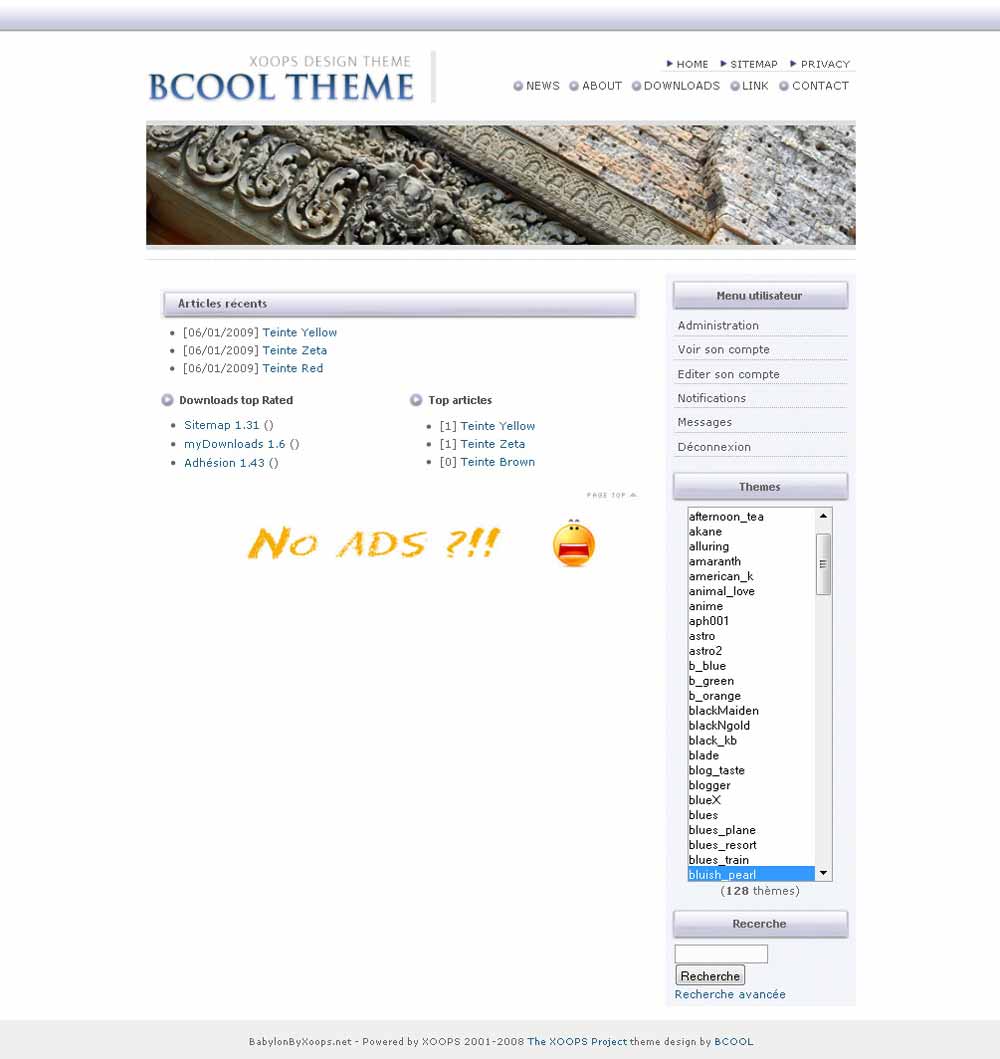 XOOPS DESIGN THEME
BCOOL THEME
HOME SITEMAP PRIVACY
NEWS ABOUT DOWNLOADS LINK CONTACT
Articles récents
[06/01/2009] Teinte Yellow
[06/01/2009] Teinte Zeta
[06/01/2009] Teinte Red
Downloads top Rated
Sitemap 1.31 ()
myDownloads 1.6 ()
Adhésion 1.43 ()
Top articles
[1] Teinte Yellow
[1] Teinte Zeta
[0] Teinte Brown
PAGE TOP
No ADS ?!!
Menu utilisateur
Administration
Voir son compte
Editer son compte
Notifications
Messages
Déconnexion
Themes
afternoon_tea
akane
alluring
amaranth
american_k
animal_love
anime
aph001
astro
astro2
b_blue
b_green
b_orange
blackMaiden
blackNgold
black_kb
blade
blog_taste
blogger
blueX
blues
blues_plane
blues_resort
blues_train
bluish_pearl
(128 thèmes)
Recerche
Recherche
Recherche avancée
BabylonByXoops.net - Powered by XOOPS 2001-2008 The XOOPS Project theme design by BCOOL